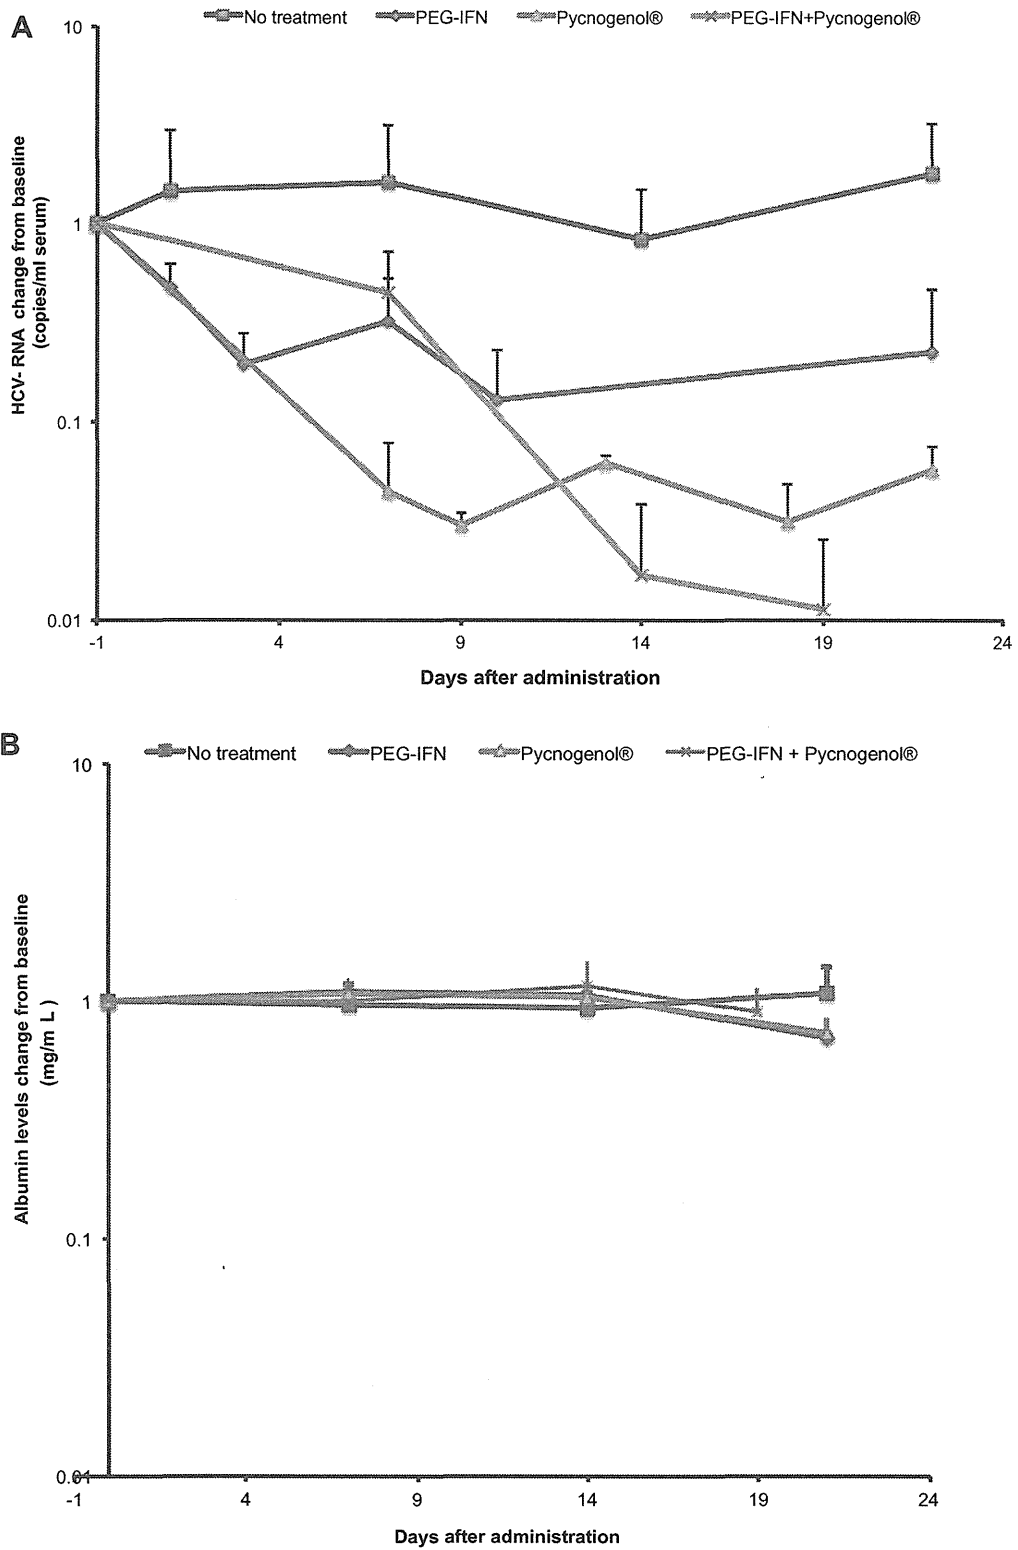 A
No treatment PEG-IFN Pycnogenol® PEG-IFN+Pycnogenol®
10
1
0.1
0.01
HCV- RNA change from baseline
(copies/ml serum)
-1 4 9 14 19 24
Days after administration
B
No treatment PEG-IFN Pycnogenol® PEG-IFN + Pycnogenol®
10
1
0.1
0.01
Albumin levels change from baseline
(mg/m L )
-1 4 9 14 19 24
Days after administration